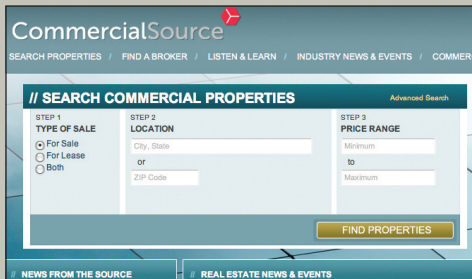 CommercialSource
SEARCH PROPERTIES / FIND A BROKER / LISTEN & LEARN / INDUSTRY NEWS & EVENTS / COMMER
// SEARCH COMMERCIAL PROPERTIES
Advanced Search
STEP 1
TYPE OF SALE
For Sale
For Lease
Both
STEP 2
LOCATION
City, State
or
ZIP Code
STEP 3
PRICE RANGE
Minimum
to
Maximum
FIND PROPERTIES
// NEWS FROM THE SOURCE
// REAL ESTATE NEWS & EVENTS